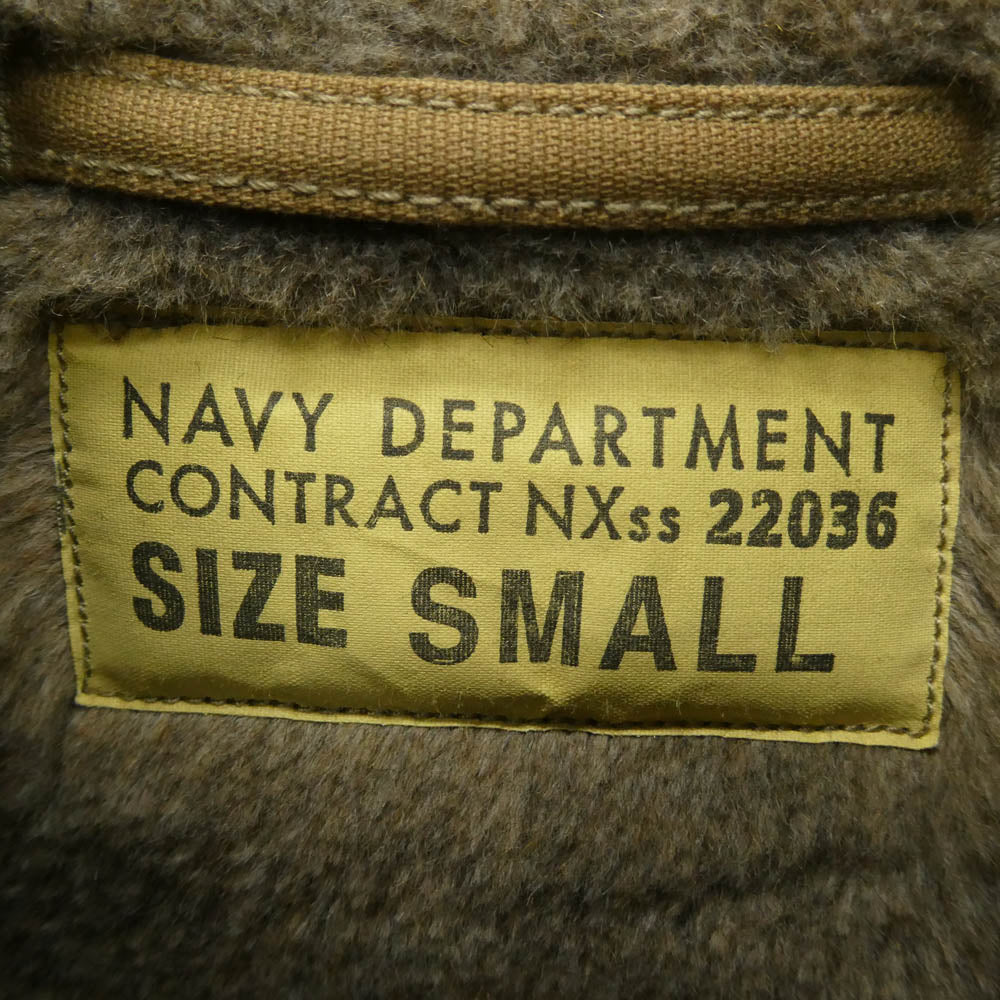 NAVY DEPARTMENT
CONTRACT NXss 22036
SIZE SMALL